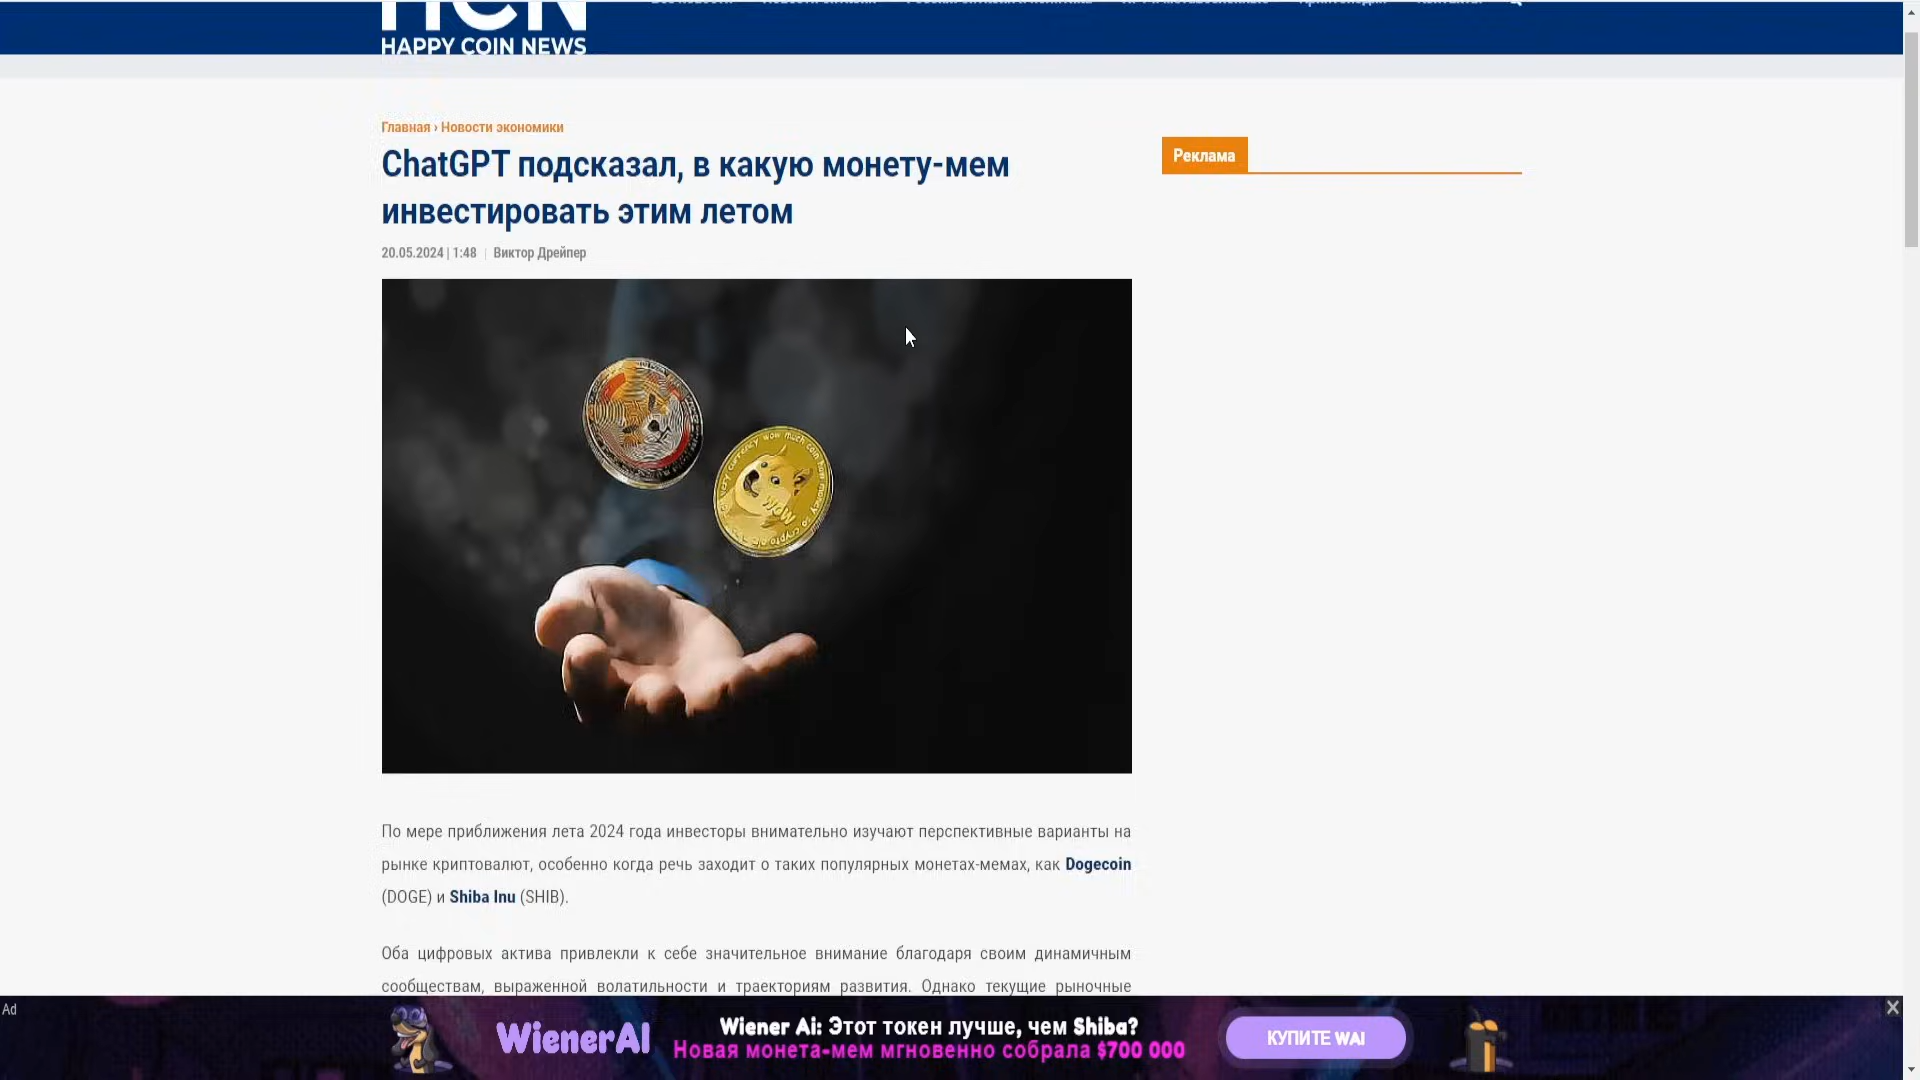 HCN
HAPPY COIN NEWS
Главная › Новости экономики
ChatGPT подсказал, в какую монету-мем
инвестировать этим летом
20.05.2024 | 1:48 | Виктор Дрейпер
Реклама
wow
По мере приближения лета 2024 года инвесторы внимательно изучают перспективные варианты на
рынке криптовалют, особенно когда речь заходит о таких популярных монетах-мемах, как Dogecoin
(DOGE) и Shiba Inu (SHIB).
Оба цифровых актива привлекли к себе значительное внимание благодаря своим динамичным
сообществам, выраженной волатильности и траекториям развития. Однако текущие рыночные
Ad
WienerAI
Wiener Ai: Этот токен лучше, чем Shiba?
Новая монета-мем мгновенно собрала $700 000
КУПИТЕ WAI